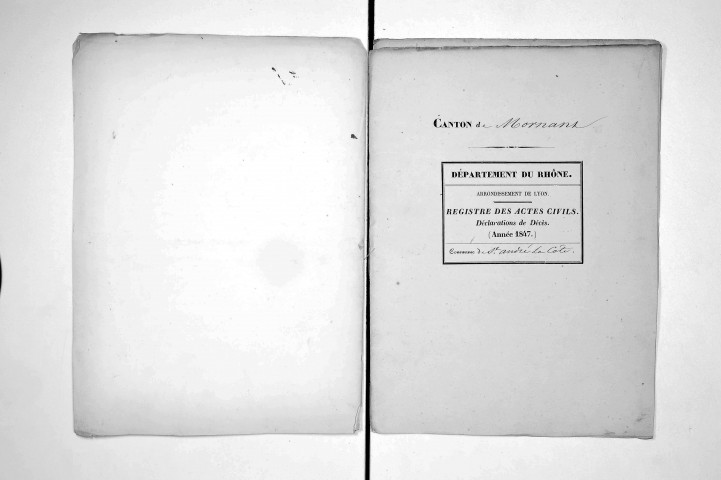 CANTON de Mornant
DÉPARTEMENT DU RHÔNE.
ARRONDISSEMENT DE LYON.
REGISTRE DES ACTES CIVILS.
Déclarations de Décès.
(Année 1847.)
Commune de St. andré la Côte.